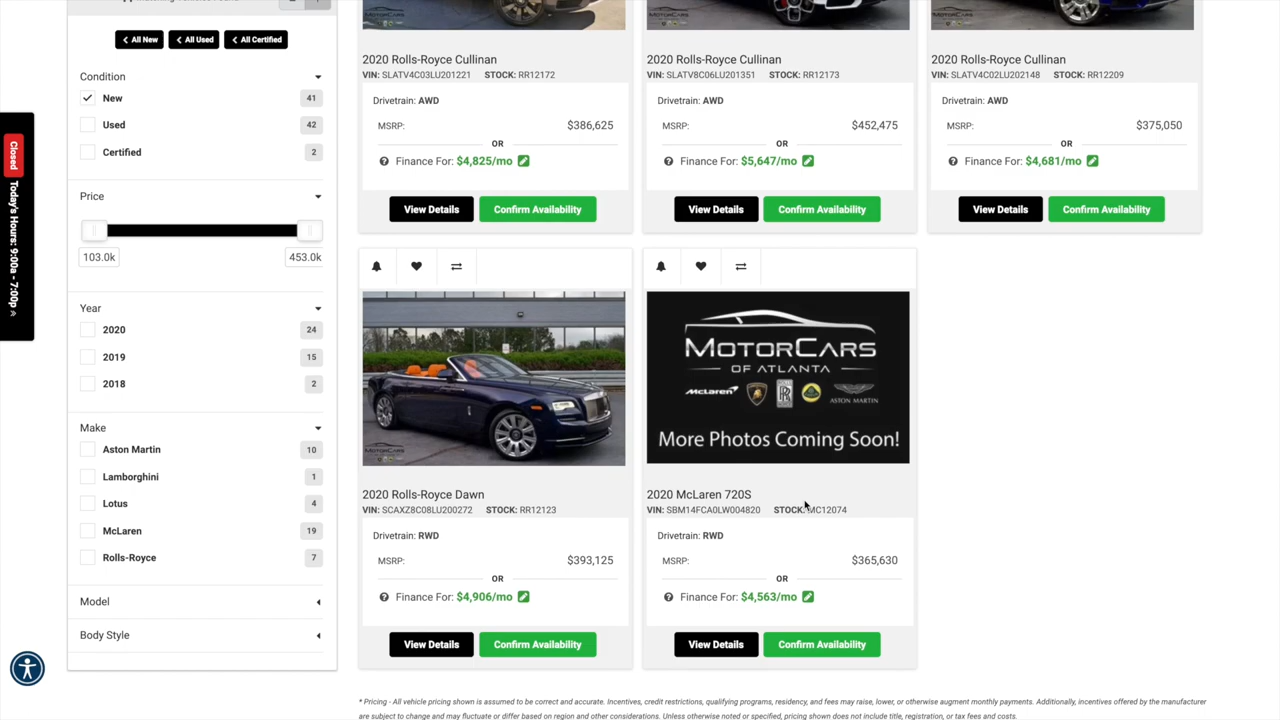 All New
All Used
All Certified
Condition
New 41
Used 42
Certified 2
Price
103.0k 453.0k
Year
2020 24
2019 15
2018 2
Make
Aston Martin 10
Lamborghini 1
Lotus 4
McLaren 19
Rolls-Royce 7
Model
Body Style
Closed Today's Hours: 9:00a - 7:00p
2020 Rolls-Royce Cullinan
VIN: SLATV4C03LU201221 STOCK: RR12172
Drivetrain: AWD
MSRP: $386,625
OR
Finance For: $4,825/mo
View Details Confirm Availability
2020 Rolls-Royce Cullinan
VIN: SLATV8C06LU201351 STOCK: RR12173
Drivetrain: AWD
MSRP: $452,475
OR
Finance For: $5,647/mo
View Details Confirm Availability
2020 Rolls-Royce Cullinan
VIN: SLATV4C02LU202148 STOCK: RR12209
Drivetrain: AWD
MSRP: $375,050
OR
Finance For: $4,681/mo
View Details Confirm Availability
2020 Rolls-Royce Dawn
VIN: SCAXZ8C08LU200272 STOCK: RR12123
Drivetrain: RWD
MSRP: $393,125
OR
Finance For: $4,906/mo
View Details Confirm Availability
MOTORCARS
OF ATLANTA
McLaren ASTON MARTIN
More Photos Coming Soon!
2020 McLaren 720S
VIN: SBM14FCA0LW004820 STOCK: MC12074
Drivetrain: RWD
MSRP: $365,630
OR
Finance For: $4,563/mo
View Details Confirm Availability
* Pricing - All vehicle pricing shown is assumed to be correct and accurate. Incentives, credit restrictions, qualifying programs, residency, and fees may raise, lower, or otherwise augment monthly payments. Additionally, incentives offered by the manufacturer
are subject to change and may fluctuate or differ based on region and other considerations. Unless otherwise noted or specified, pricing shown does not include title, registration, or tax fees and costs.